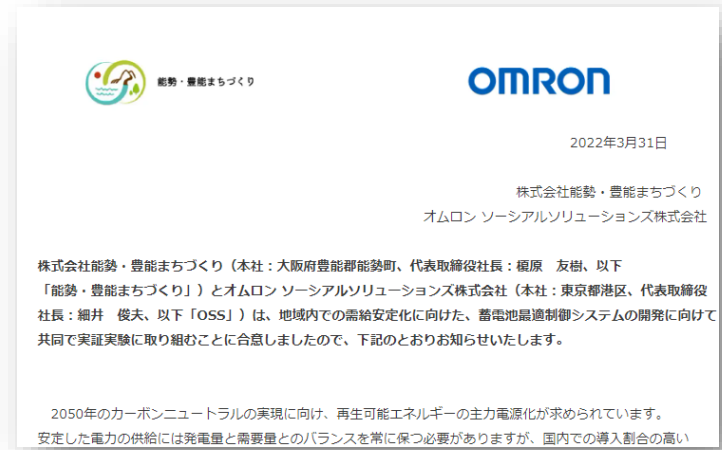 能勢・豊能まちづくり
OMRON
2022年3月31日
株式会社能勢・豊能まちづくり
オムロン ソーシアルソリューションズ株式会社
株式会社能勢・豊能まちづくり（本社：大阪府豊能郡能勢町、代表取締役社長：榎原　友樹、以下
「能勢・豊能まちづくり」）とオムロン ソーシアルソリューションズ株式会社（本社：東京都港区、代表取締役
社長：細井　俊夫、以下「OSS」）は、地域内での需給安定化に向けた、蓄電池最適制御システムの開発に向けて
共同で実証実験に取り組むことに合意しましたので、下記のとおりお知らせいたします。
2050年のカーボンニュートラルの実現に向け、再生可能エネルギーの主力電源化が求められています。
安定した電力の供給には発電量と需要量とのバランスを常に保つ必要がありますが、国内での導入割合の高い